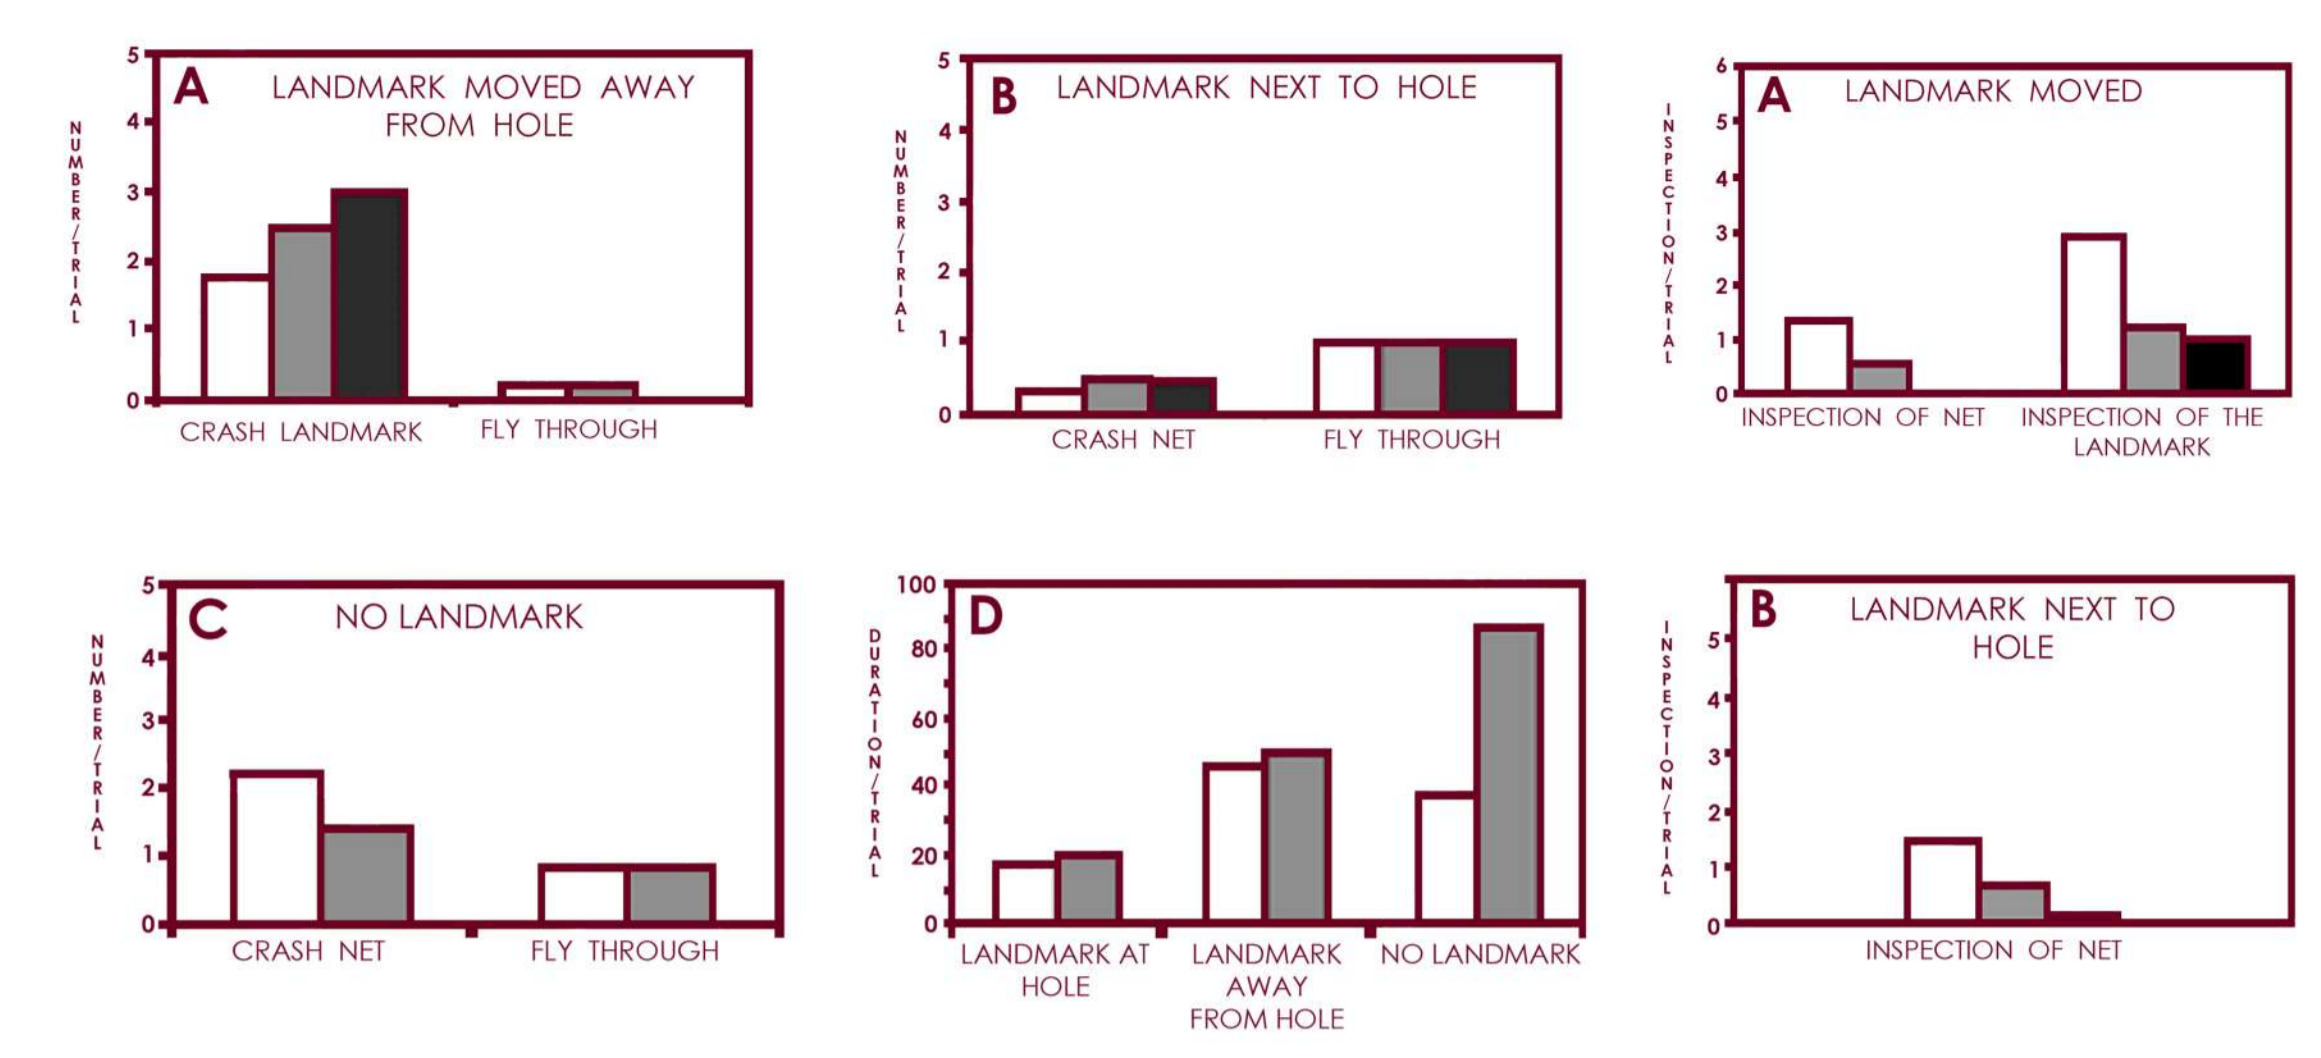 A
LANDMARK MOVED AWAY
FROM HOLE
NUMBER/TRIAL
5
4
3
2
1
0
CRASH LANDMARK
FLY THROUGH
B
LANDMARK NEXT TO HOLE
NUMBER/TRIAL
5
4
3
2
1
0
CRASH NET
FLY THROUGH
A
LANDMARK MOVED
INSPECTION/TRIAL
6
5
4
3
2
1
0
INSPECTION OF NET
INSPECTION OF THE
LANDMARK
C
NO LANDMARK
NUMBER/TRIAL
5
4
3
2
1
0
CRASH NET
FLY THROUGH
D
DURATION/TRIAL
100
80
60
40
20
0
LANDMARK AT
HOLE
LANDMARK
AWAY
FROM HOLE
NO LANDMARK
B
LANDMARK NEXT TO
HOLE
INSPECTION/TRIAL
5
4
3
2
1
0
INSPECTION OF NET